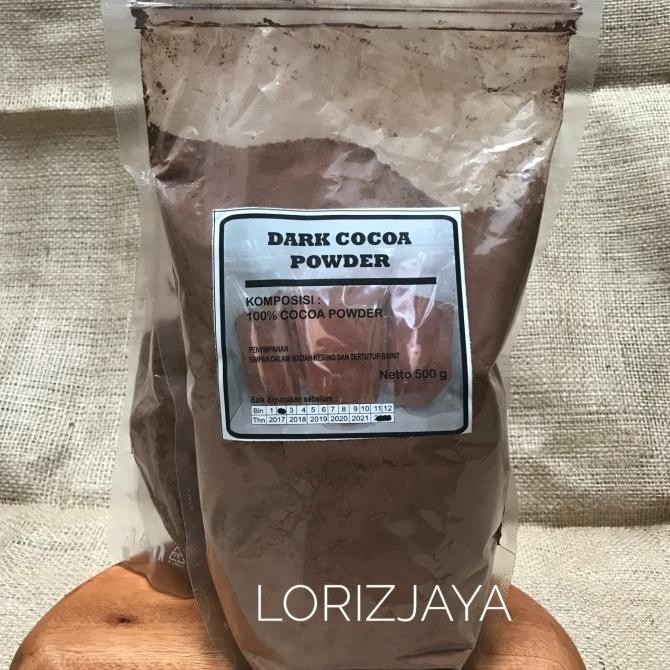 DARK COCOA
POWDER
KOMPOSISI :
100% COCOA POWDER
PENYIMPANAN :
SIMPAN DALAM WADAH KERING DAN TERTUTUP RAPAT
Netto 500 g
Baik digunakan sebelum :
Bln 1 3 4 5 6 7 8 9 10 11 12
Thn 2017 2018 2019 2020 2021
LORIZJAYA